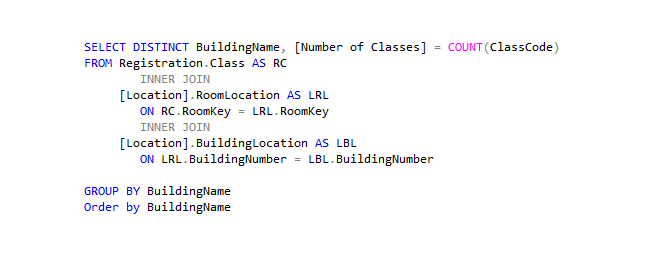 SELECT DISTINCT BuildingName, [Number of Classes] = COUNT(ClassCode)
FROM Registration.Class AS RC
INNER JOIN
[Location].RoomLocation AS LRL
ON RC.RoomKey = LRL.RoomKey
INNER JOIN
[Location].BuildingLocation AS LBL
ON LRL.BuildingNumber = LBL.BuildingNumber
GROUP BY BuildingName
Order by BuildingName